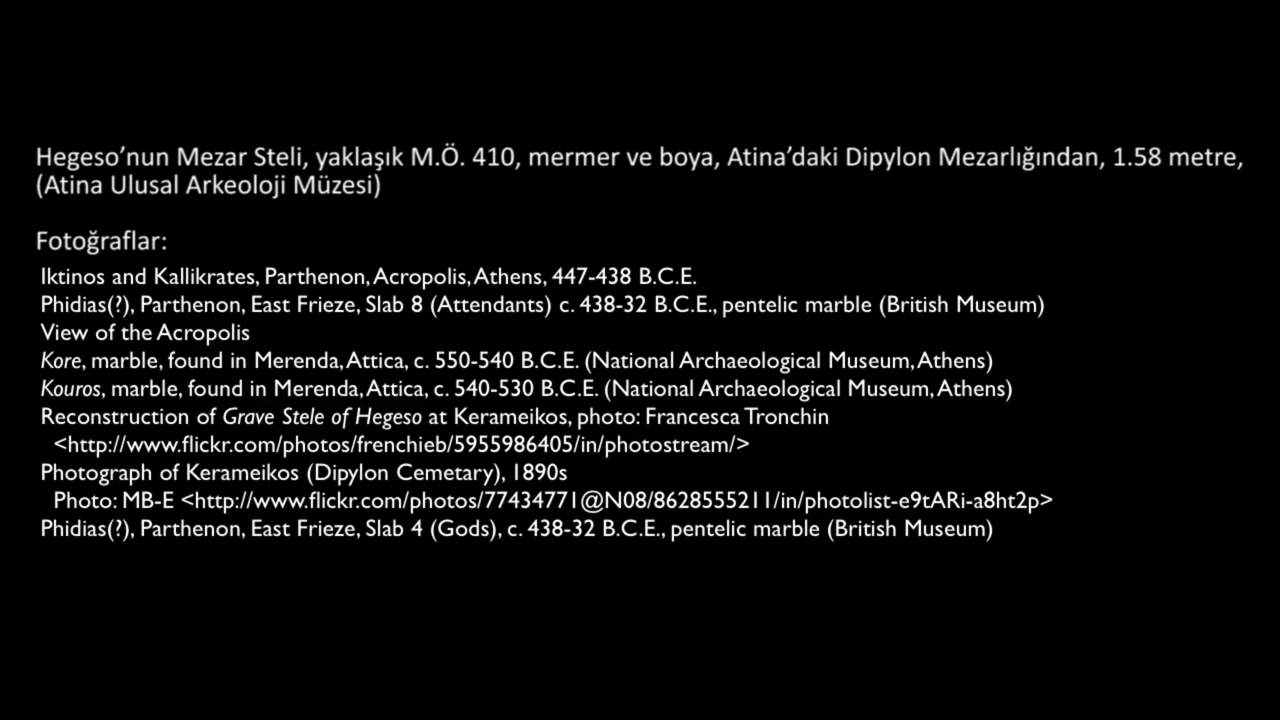 Hegeso’nun Mezar Steli, yaklaşık M.Ö. 410, mermer ve boya, Atina’daki Dipylon Mezarlığından, 1.58 metre,
(Atina Ulusal Arkeoloji Müzesi)
Fotoğraflar:
Iktinos and Kallikrates, Parthenon, Acropolis, Athens, 447-438 B.C.E.
Phidias(?), Parthenon, East Frieze, Slab 8 (Attendants) c. 438-32 B.C.E., pentelic marble (British Museum)
View of the Acropolis
Kore, marble, found in Merenda, Attica, c. 550-540 B.C.E. (National Archaeological Museum, Athens)
Kouros, marble, found in Merenda, Attica, c. 540-530 B.C.E. (National Archaeological Museum, Athens)
Reconstruction of Grave Stele of Hegeso at Kerameikos, photo: Francesca Tronchin
<http://www.flickr.com/photos/frenchieb/5955986405/in/photostream/>
Photograph of Kerameikos (Dipylon Cemetary), 1890s
Photo: MB-E <http://www.flickr.com/photos/77434771@N08/8628555211/in/photolist-e9tARi-a8ht2p>
Phidias(?), Parthenon, East Frieze, Slab 4 (Gods), c. 438-32 B.C.E., pentelic marble (British Museum)